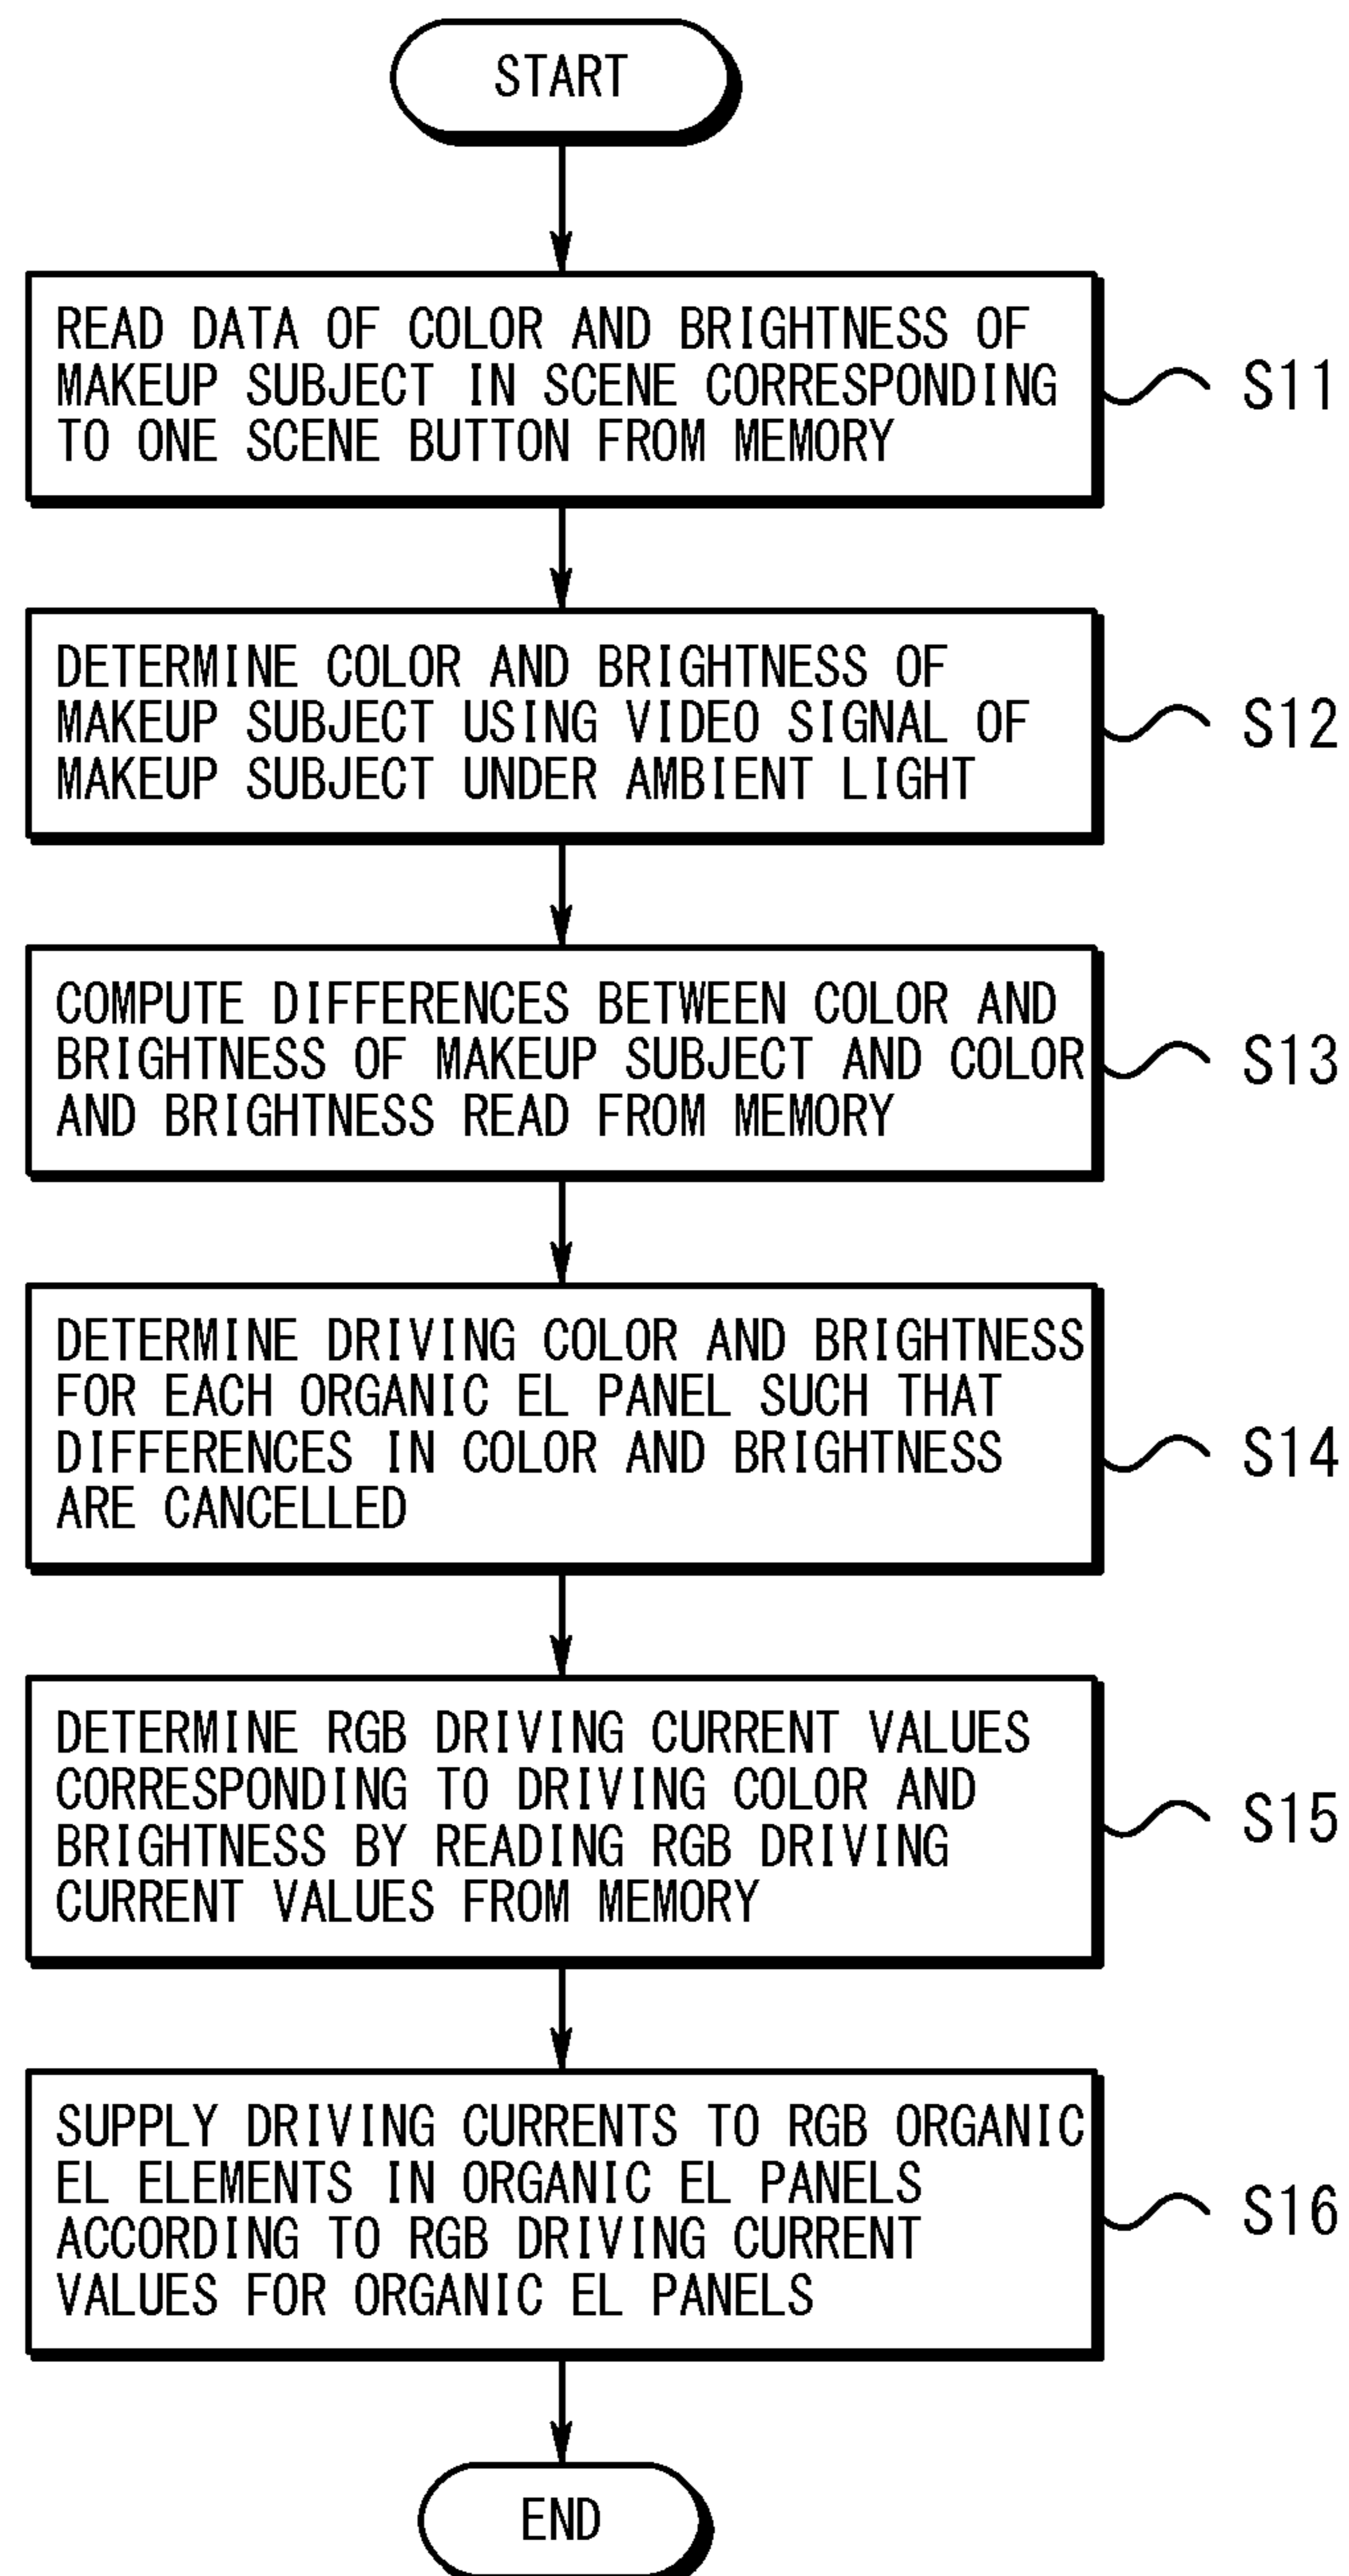 START
READ DATA OF COLOR AND BRIGHTNESS OF
MAKEUP SUBJECT IN SCENE CORRESPONDING
TO ONE SCENE BUTTON FROM MEMORY
S11
DETERMINE COLOR AND BRIGHTNESS OF
MAKEUP SUBJECT USING VIDEO SIGNAL OF
MAKEUP SUBJECT UNDER AMBIENT LIGHT
S12
COMPUTE DIFFERENCES BETWEEN COLOR AND
BRIGHTNESS OF MAKEUP SUBJECT AND COLOR
AND BRIGHTNESS READ FROM MEMORY
S13
DETERMINE DRIVING COLOR AND BRIGHTNESS
FOR EACH ORGANIC EL PANEL SUCH THAT
DIFFERENCES IN COLOR AND BRIGHTNESS
ARE CANCELLED
S14
DETERMINE RGB DRIVING CURRENT VALUES
CORRESPONDING TO DRIVING COLOR AND
BRIGHTNESS BY READING RGB DRIVING
CURRENT VALUES FROM MEMORY
S15
SUPPLY DRIVING CURRENTS TO RGB ORGANIC
EL ELEMENTS IN ORGANIC EL PANELS
ACCORDING TO RGB DRIVING CURRENT
VALUES FOR ORGANIC EL PANELS
S16
END